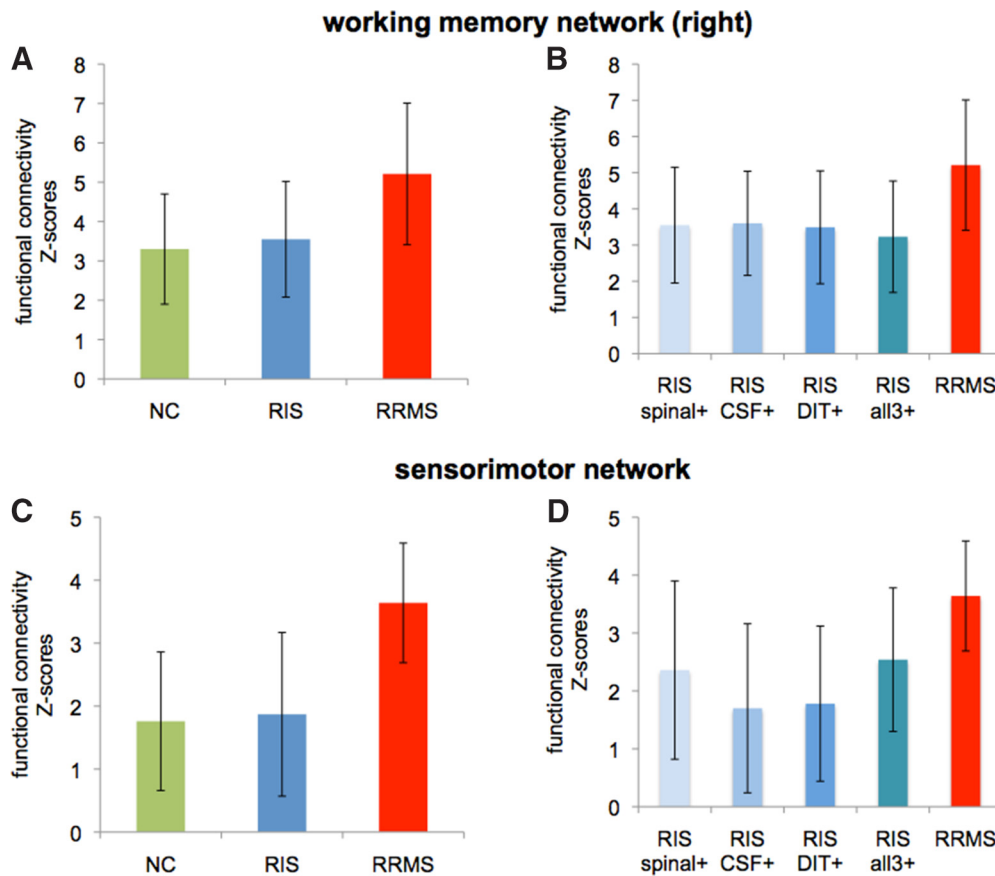 working memory network (right)
A
functional connectivity
Z-scores
8
7
6
5
4
3
2
1
0
NC RIS RRMS
B
functional connectivity
Z-scores
8
7
6
5
4
3
2
1
0
RIS RIS RIS RIS RRMS
spinal+ CSF+ DIT+ all3+
sensorimotor network
C
functional connectivity
Z-scores
5
4
3
2
1
0
NC RIS RRMS
D
functional connectivity
Z-scores
5
4
3
2
1
0
RIS RIS RIS RIS RRMS
spinal+ CSF+ DIT+ all3+